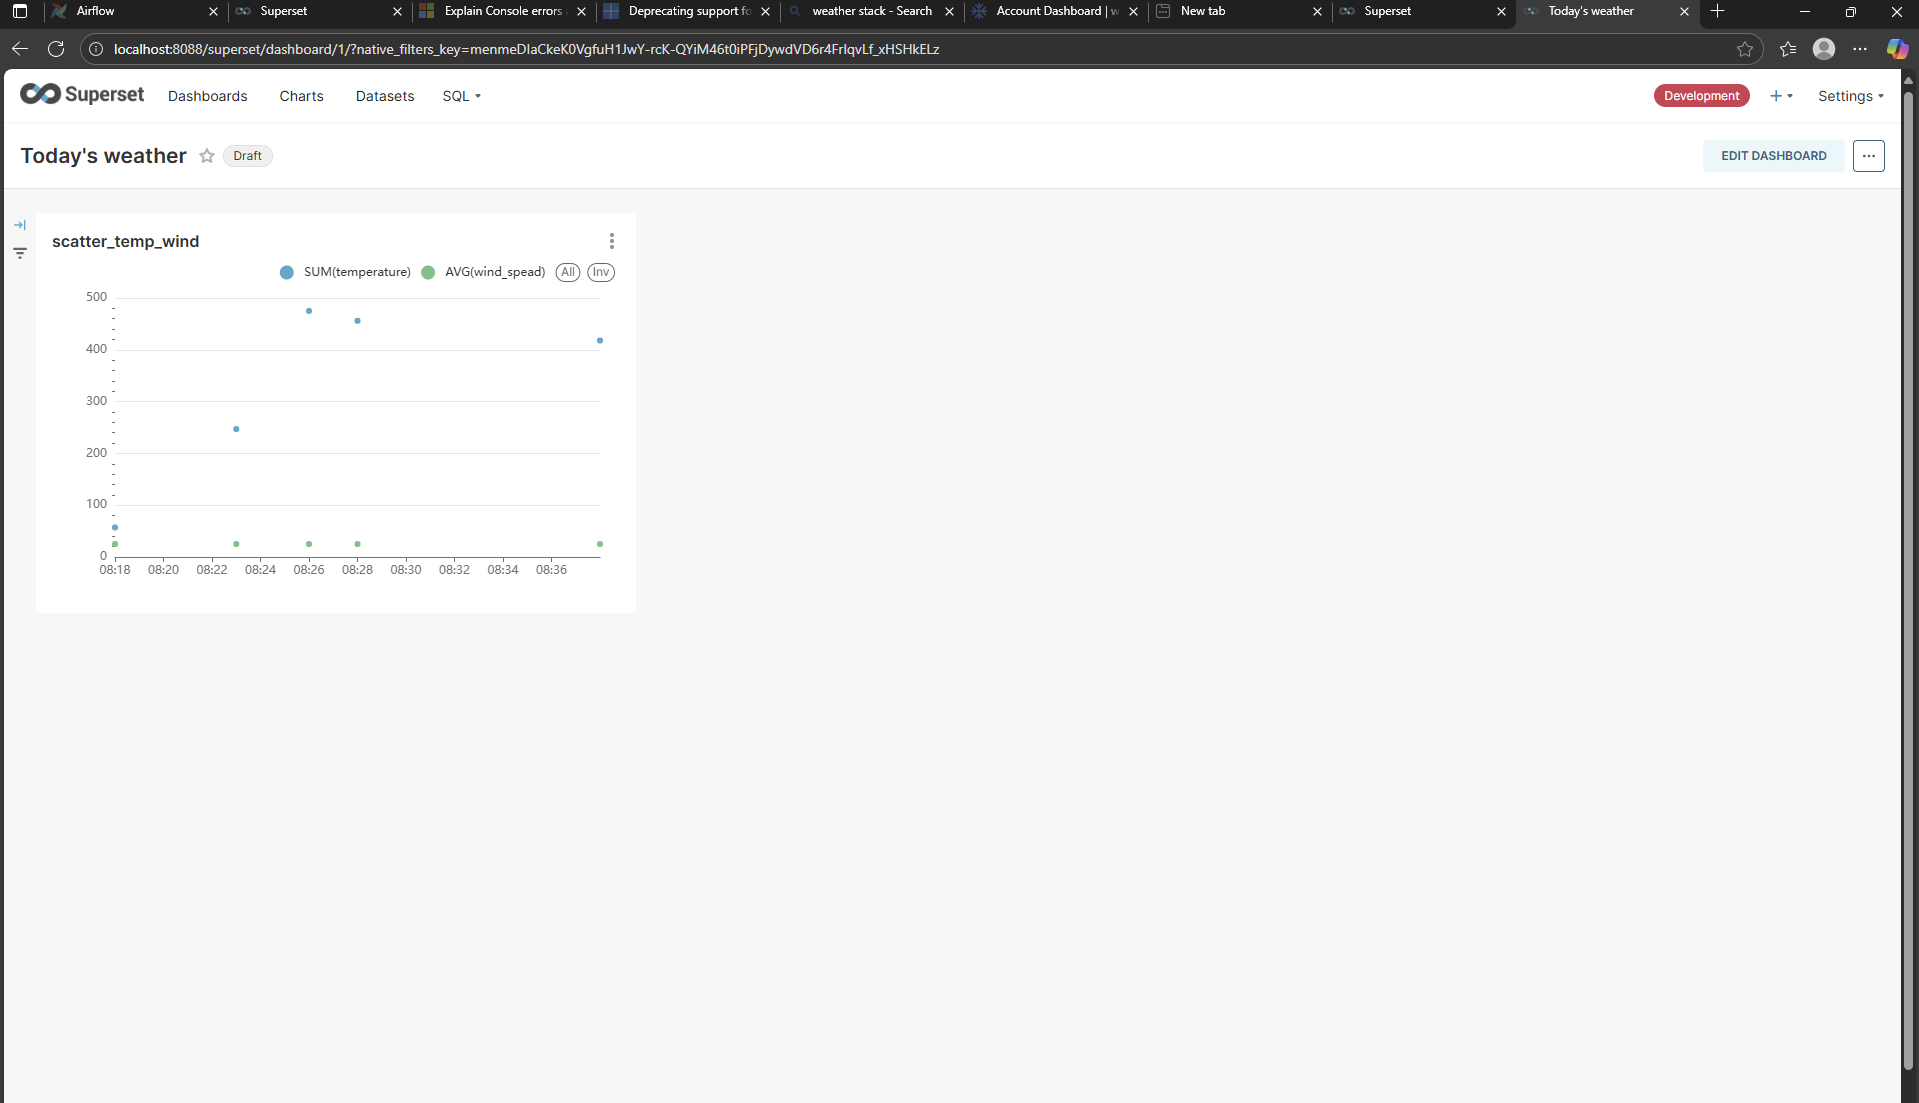 Airflow
Superset
Explain Console errors
Deprecating support fo
weather stack - Search
Account Dashboard | w
New tab
Superset
Today's weather
localhost:8088/superset/dashboard/1/?native_filters_key=menmeDIaCkeK0VgfuH1JwY-rcK-QYiM46t0iPFjDywdVD6r4FrIqvLf_xHSHkELz
Superset
Dashboards
Charts
Datasets
SQL
Development
Settings
Today's weather
Draft
EDIT DASHBOARD
scatter_temp_wind
SUM(temperature)
AVG(wind_spead)
All
Inv
500
400
300
200
100
0
08:18 08:20 08:22 08:24 08:26 08:28 08:30 08:32 08:34 08:36